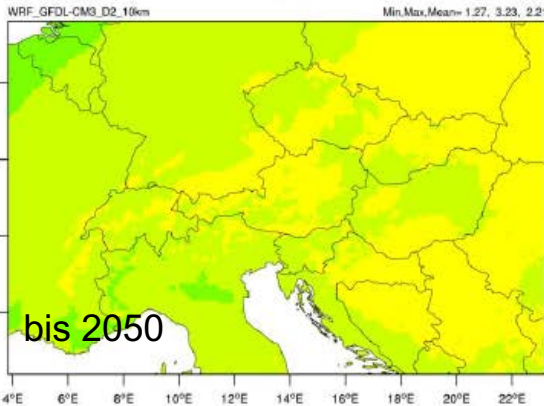 WRF_GFDL-CM3_D2_10km Min,Max,Mean= 1.27, 3.23, 2.21
bis 2050
4°E 6°E 8°E 10°E 12°E 14°E 16°E 18°E 20°E 22°E